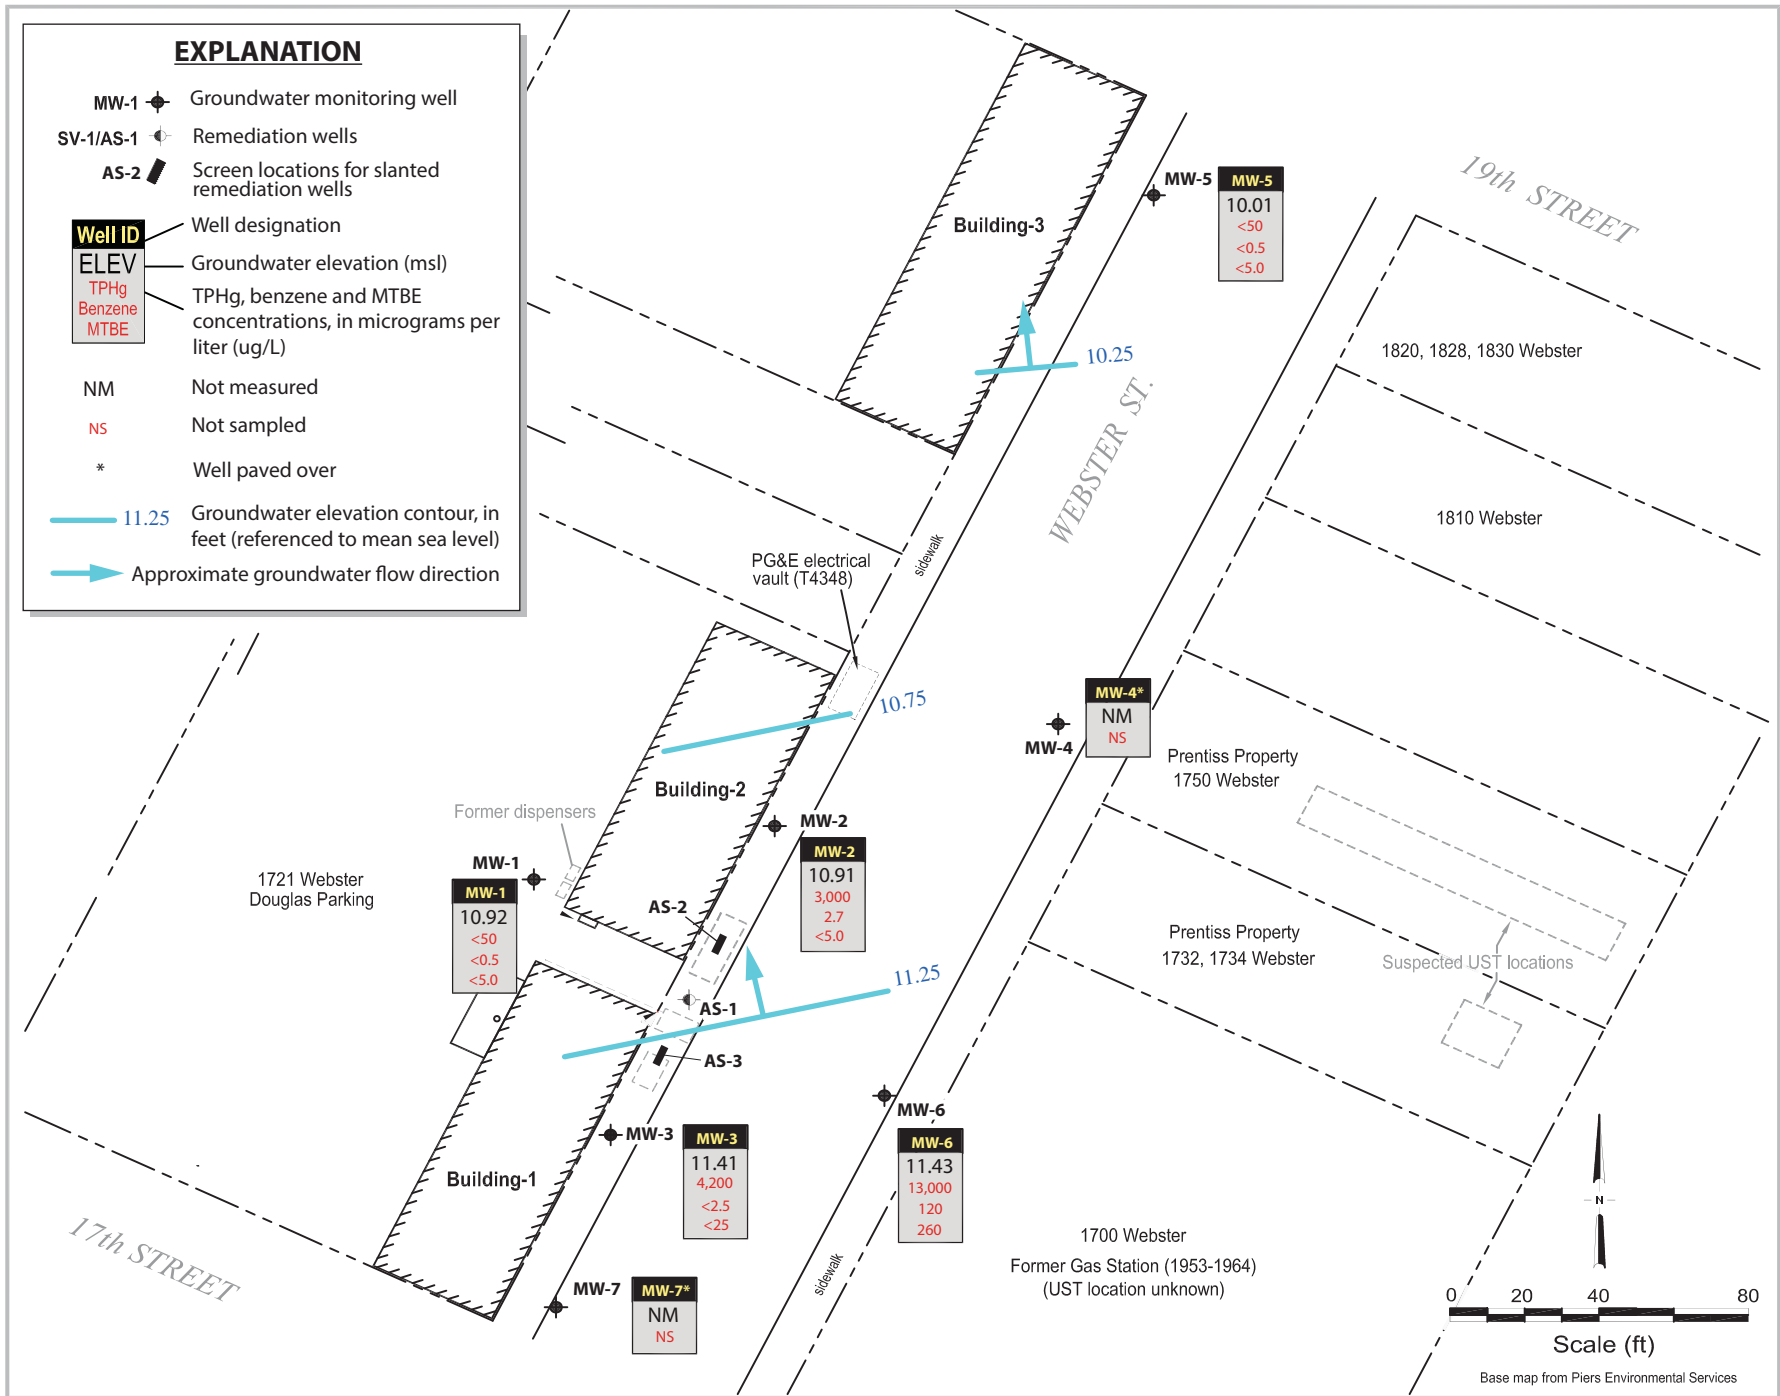 EXPLANATION
MW-1 Groundwater monitoring well
SV-1/AS-1 Remediation wells
AS-2 Screen locations for slanted
remediation wells
Well ID Well designation
ELEV Groundwater elevation (msl)
TPHg
Benzene
MTBE
TPHg, benzene and MTBE
concentrations, in micrograms per
liter (ug/L)
NM Not measured
NS Not sampled
* Well paved over
11.25 Groundwater elevation contour, in
feet (referenced to mean sea level)
Approximate groundwater flow direction
19th STREET
MW-5
MW-5
10.01
<50
<0.5
<5.0
Building-3
10.25
1820, 1828, 1830 Webster
WEBSTER ST.
1810 Webster
sidewalk
PG&E electrical
vault (T4348)
10.75
MW-4*
NM
NS
MW-4
Prentiss Property
1750 Webster
Building-2
Former dispensers
MW-2
MW-2
10.91
3,000
2.7
<5.0
MW-1
MW-1
10.92
<50
<0.5
<5.0
1721 Webster
Douglas Parking
AS-2
Prentiss Property
1732, 1734 Webster
Suspected UST locations
11.25
AS-1
AS-3
MW-6
MW-6
11.43
13,000
120
260
MW-3
MW-3
11.41
4,200
<2.5
<25
Building-1
17th STREET
1700 Webster
Former Gas Station (1953-1964)
(UST location unknown)
sidewalk
MW-7
MW-7*
NM
NS
N
0 20 40 80
Scale (ft)
Base map from Piers Environmental Services